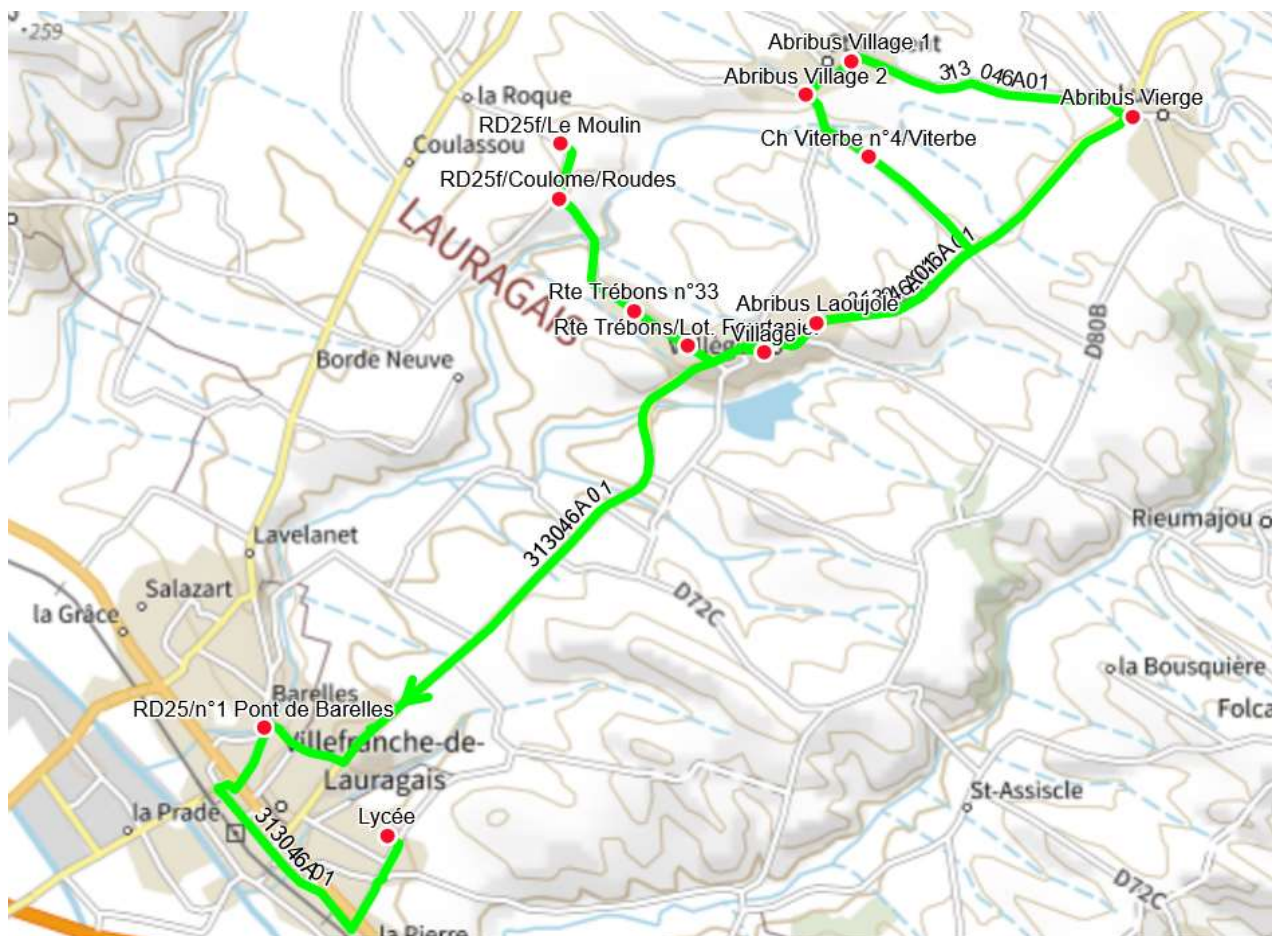 259
Abribus Village 1
313 046A01
Abribus Village 2
la Roque
Abribus Vierge
RD25f/Le Moulin
Ch Viterbe n°4/Viterbe
Coulassou
RD25f/Coulome/Roudes
LAURAGAIS
313046A01
Rte Trébons n°33
Abribus Laoujole
Rte Trébons/Lot.
Village
D80B
Borde Neuve
313046A01
Rieumajou
Lavelanet
Salazart
D72C
la Grâce
la Bousquière
Barelles
Folca
RD25/n°1 Pont de Barelles
Villefranche-de-
Lauragais
St-Assiscle
la Prade
Lycée
313046A01
D72C
la Pierre